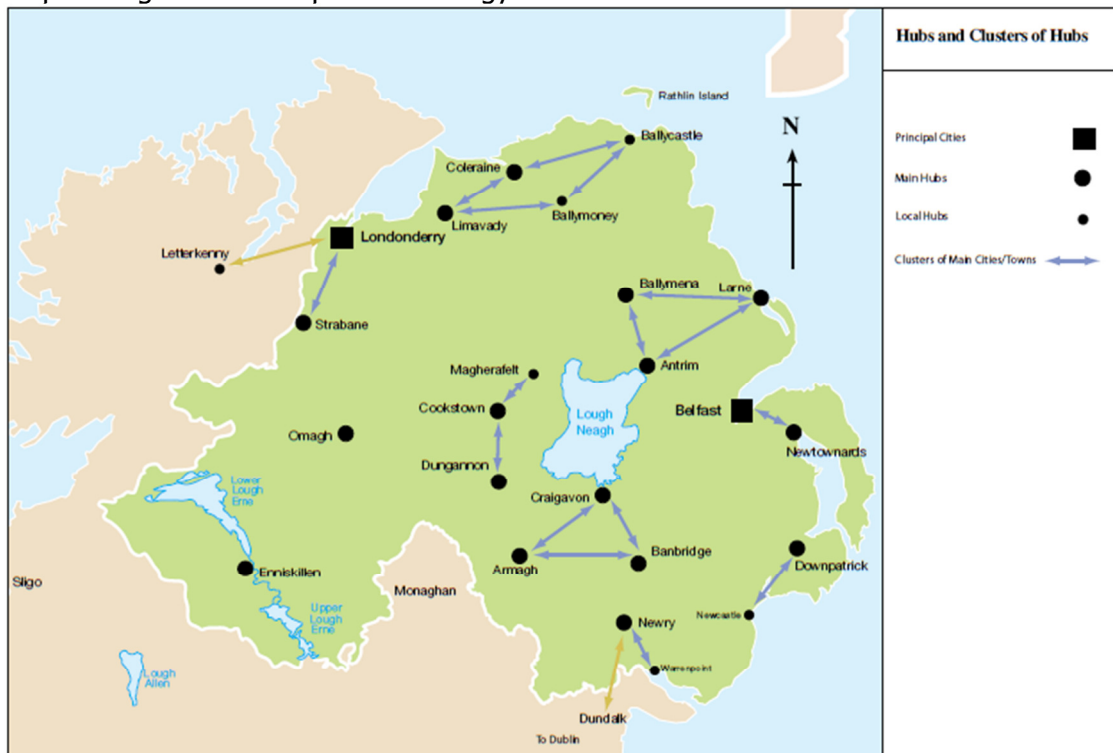 Hubs and Clusters of Hubs
Rathlin Island
N
Principal Cities
Main Hubs
Local Hubs
Clusters of Main Cities/Towns
Ballycastle
Coleraine
Limavady
Ballymoney
Londonderry
Letterkenny
Strabane
Ballymena
Larne
Antrim
Magherafelt
Cookstown
Belfast
Lough
Neagh
Omagh
Newtownards
Dungannon
Craigavon
Lower
Lough
Erne
Armagh
Banbridge
Downpatrick
Enniskillen
Sligo
Monaghan
Upper
Lough
Erne
Newry
Newcastle
Warrenpoint
Lough
Allen
Dundalk
To Dublin